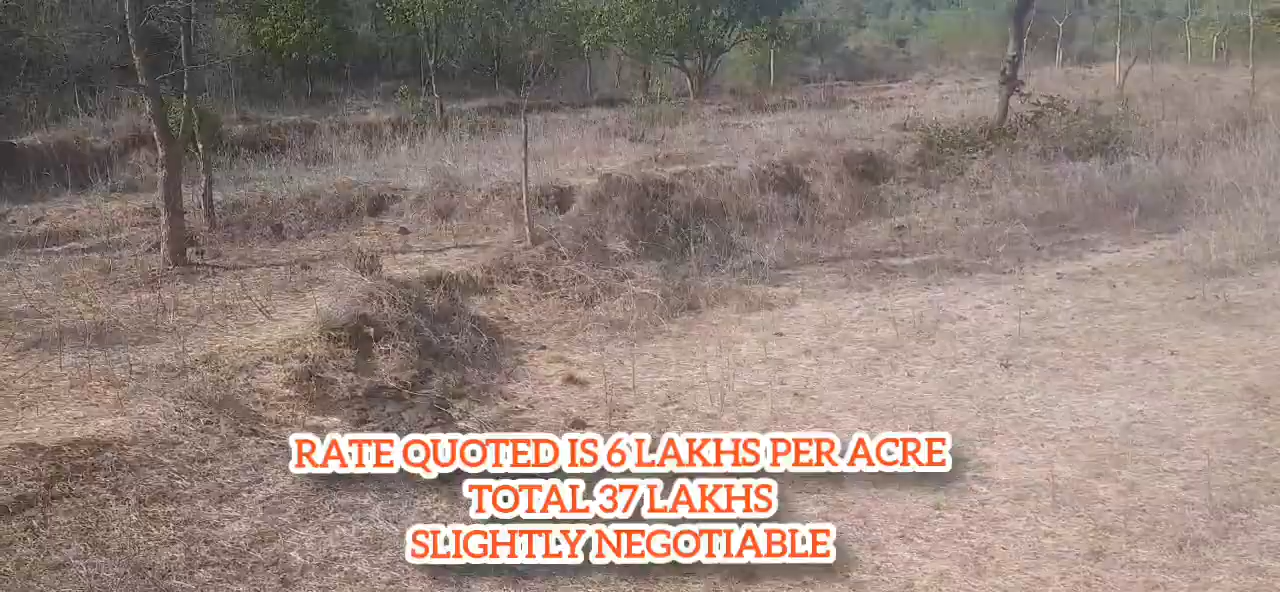 RATE QUOTED IS 6 LAKHS PER ACRE
TOTAL 37 LAKHS
SLIGHTLY NEGOTIABLE